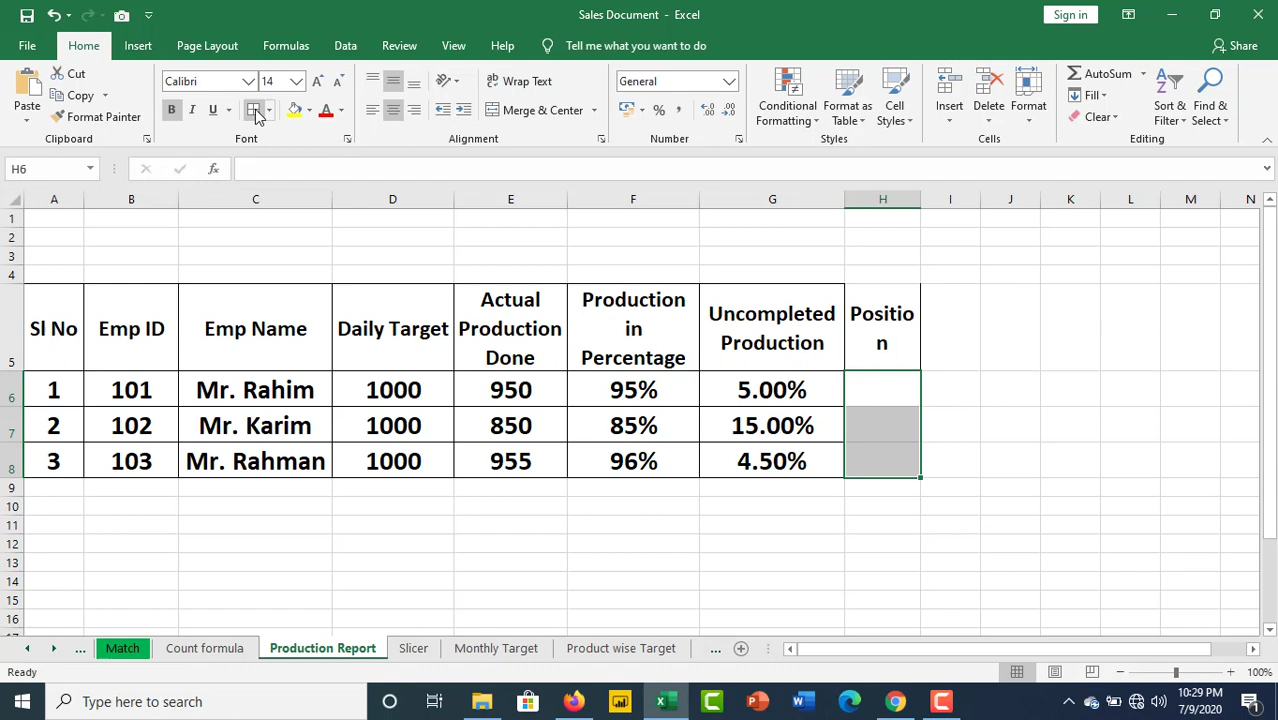 Sales Document - Excel
Sign in
File Home Insert Page Layout Formulas Data Review View Help Tell me what you want to do Share
Paste
Cut
Copy
Format Painter
Clipboard
Calibri 14
B I U
Font
Wrap Text
Merge & Center
Alignment
General
Number
Conditional Formatting
Format as Table
Cell Styles
Styles
Insert Delete Format
Cells
AutoSum
Fill
Clear
Sort & Filter
Find & Select
Editing
H6
fx
A B C D E F G H I J K L M N
1
2
3
4
5 Sl No Emp ID Emp Name Daily Target Actual Production Done Production in Percentage Uncompleted Production Positio n
6 1 101 Mr. Rahim 1000 950 95% 5.00%
7 2 102 Mr. Karim 1000 850 85% 15.00%
8 3 103 Mr. Rahman 1000 955 96% 4.50%
9
10
11
12
13
14
15
16
... Match Count formula Production Report Slicer Monthly Target Product wise Target ...
Ready
100%
Type here to search
10:29 PM
7/9/2020